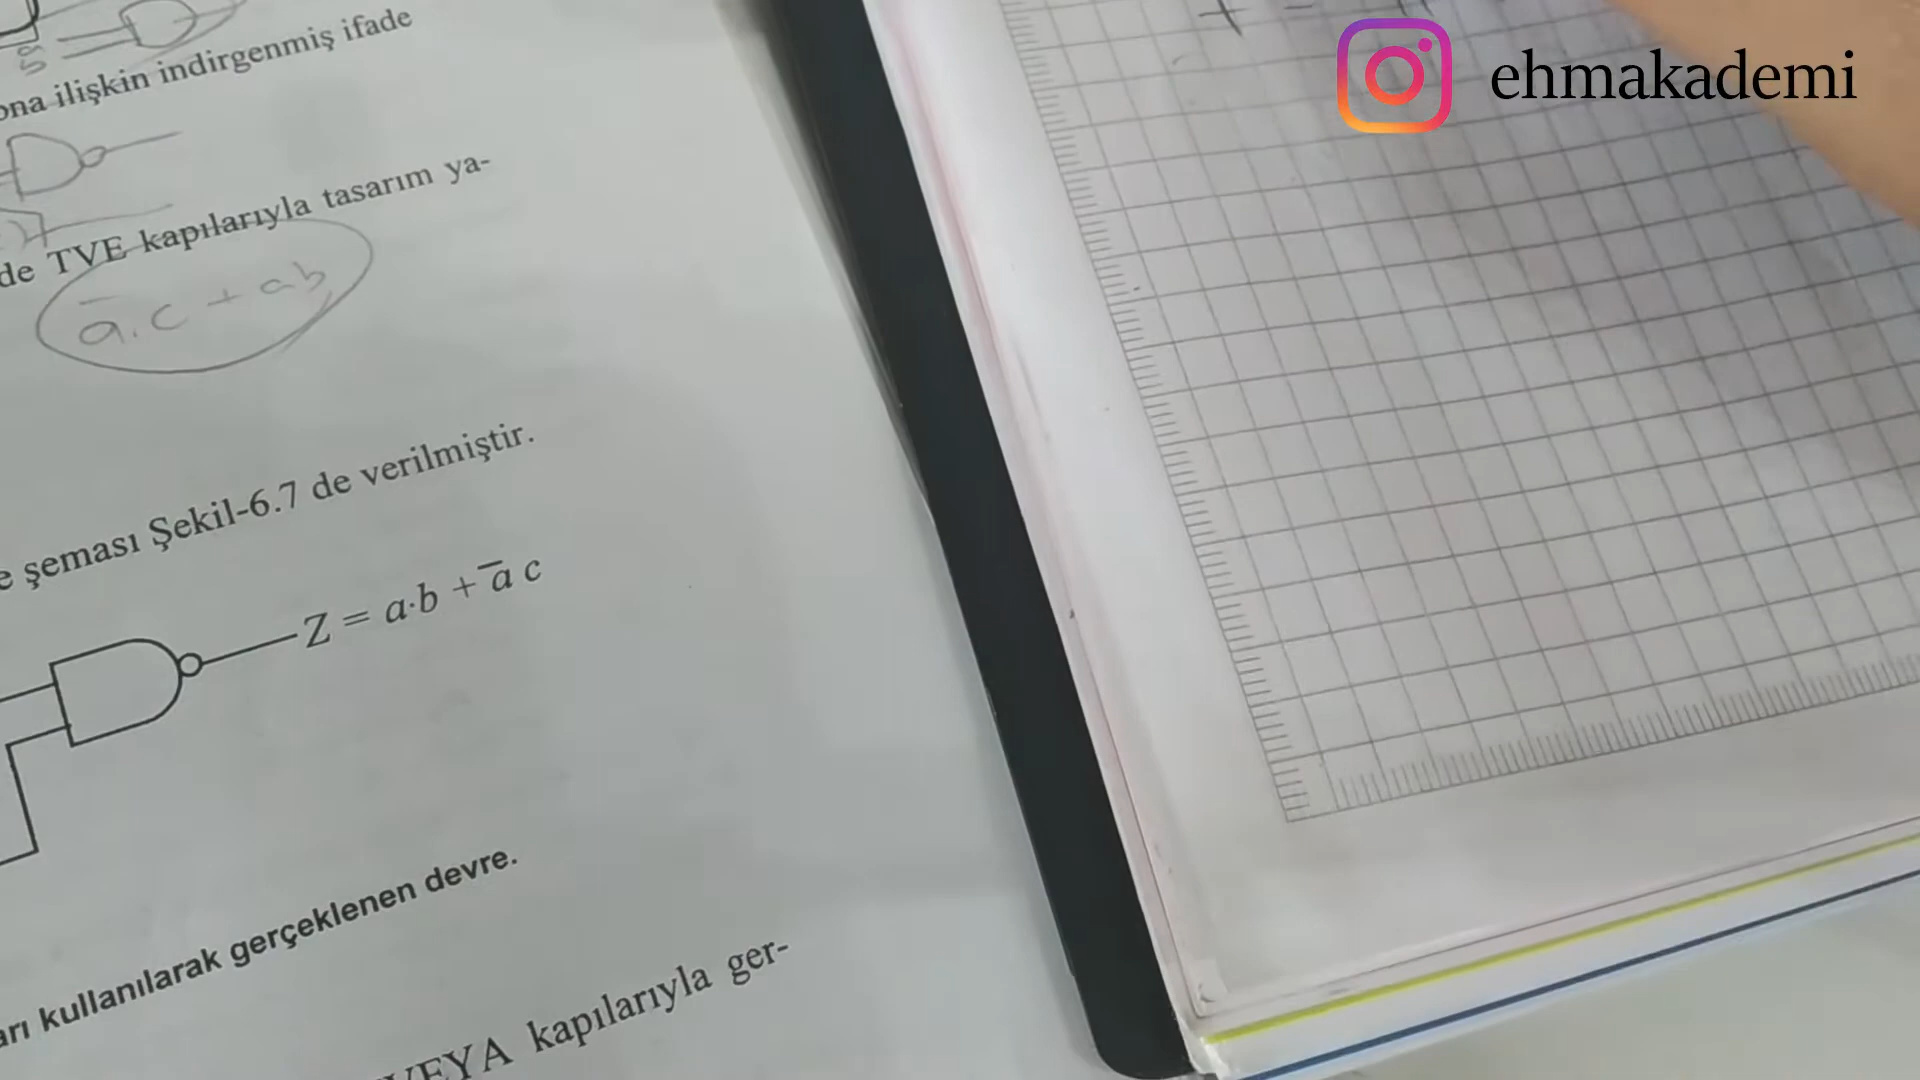 ehmakademi
ona ilişkin indirgenmiş ifade
de TVE kapılarıyla tasarım ya-
a̅.c + ab
e şeması Şekil-6.7 de verilmiştir.
Z = a·b + a̅ c
arı kullanılarak gerçeklenen devre.
VEYA kapılarıyla ger-